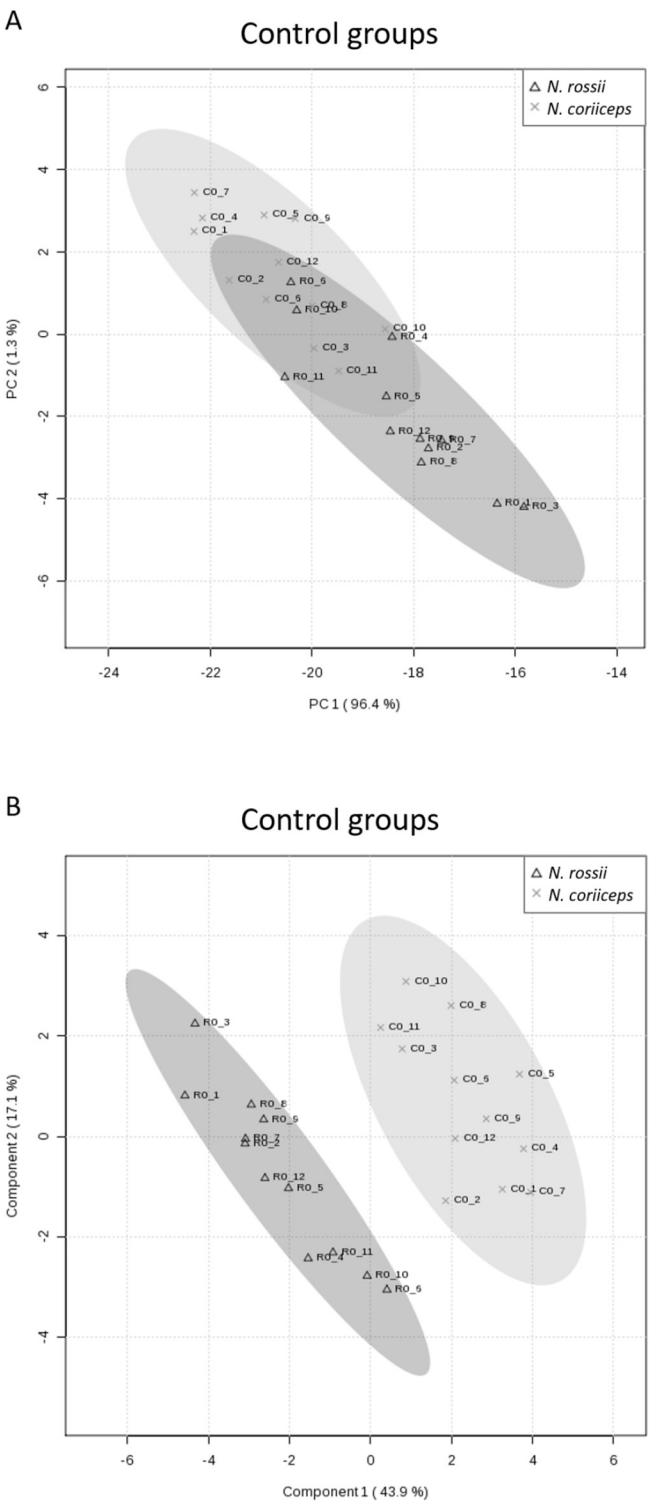 A
Control groups
N. rossii
N. coriiceps
6
4
2
0
-2
-4
-6
PC 2 ( 1.3 %)
C0_7
C0_4
C0_5
C0_9
C0_1
C0_12
C0_2
R0_6
C0_6
C0_8
R0_10
C0_10
R0_4
C0_3
C0_11
R0_11
R0_5
R0_12
R0_7
R0_2
R0_8
R0_1
R0_3
-24
-22
-20
-18
-16
-14
PC 1 ( 96.4 %)
B
Control groups
N. rossii
N. coriiceps
4
2
0
-2
-4
Component 2 ( 17.1 %)
C0_10
C0_8
R0_3
C0_11
C0_3
C0_5
C0_6
R0_1
R0_8
R0_9
C0_9
R0_7
R0_2
C0_12
C0_4
R0_12
R0_5
C0_1
C0_7
C0_2
R0_11
R0_4
R0_10
R0_6
-6
-4
-2
0
2
4
6
Component 1 ( 43.9 %)